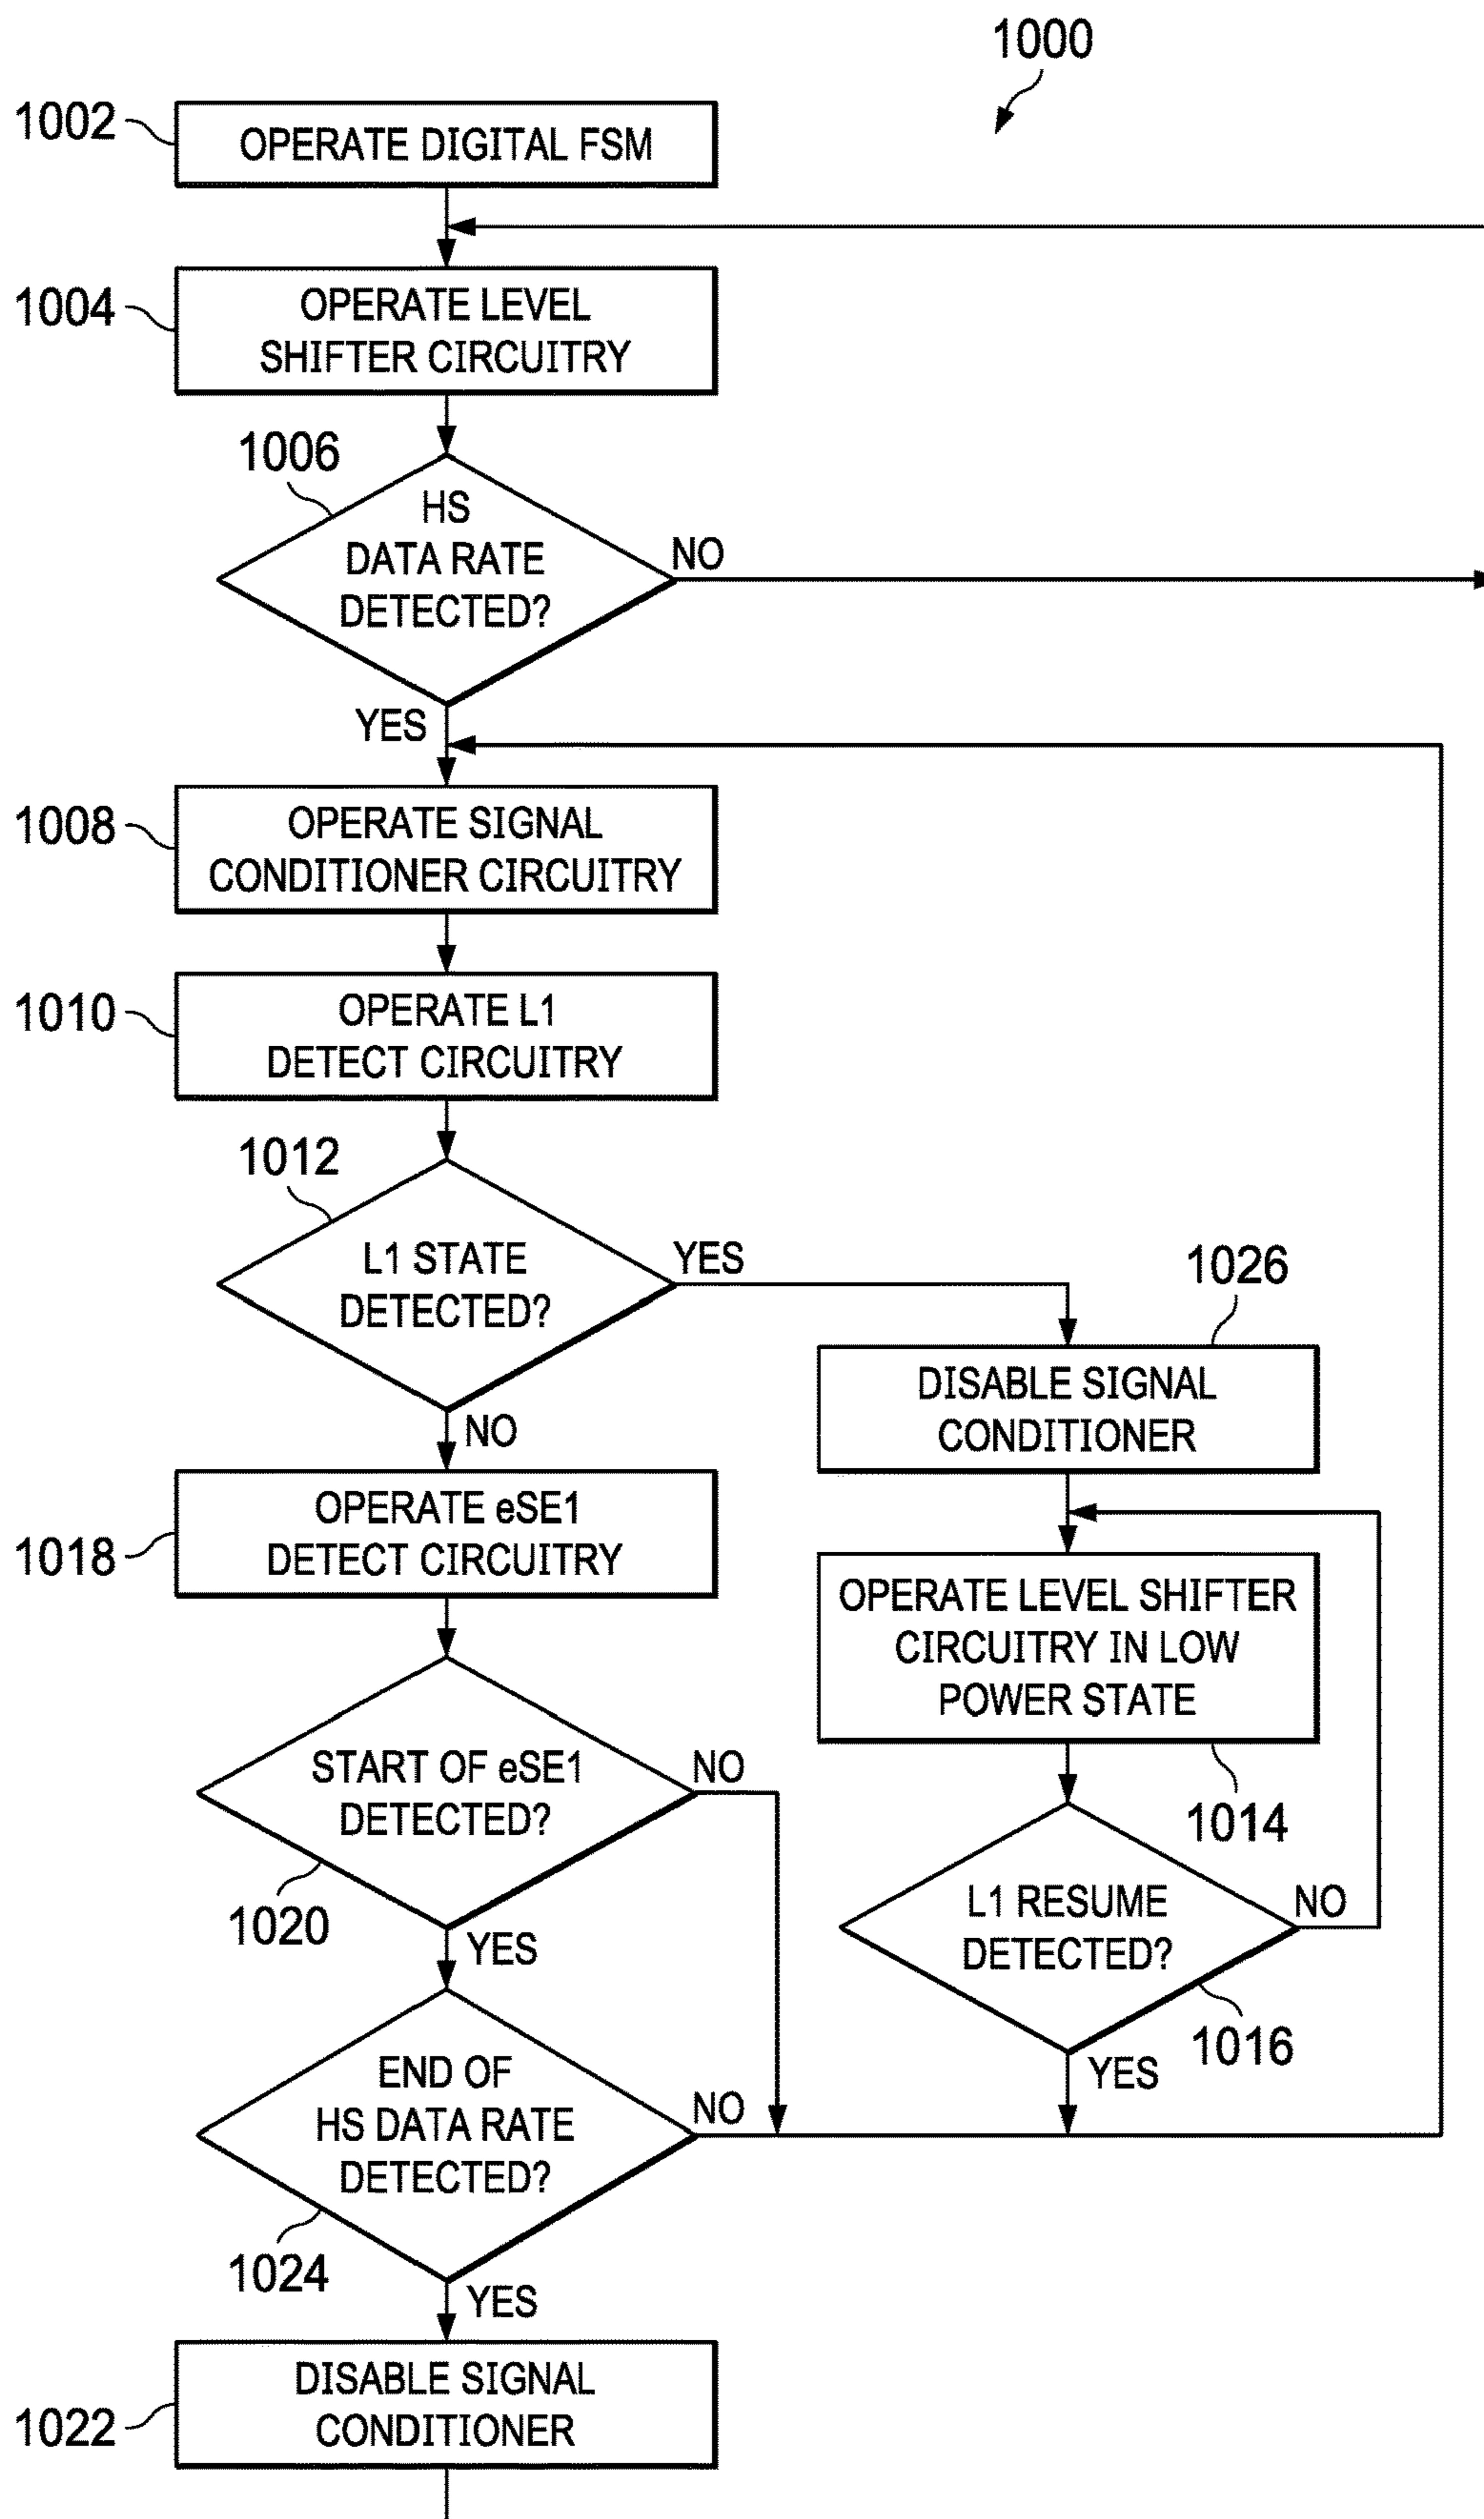 1000
1002
OPERATE DIGITAL FSM
1004
OPERATE LEVEL
SHIFTER CIRCUITRY
1006
HS
DATA RATE
DETECTED?
NO
YES
1008
OPERATE SIGNAL
CONDITIONER CIRCUITRY
1010
OPERATE L1
DETECT CIRCUITRY
1012
L1 STATE
DETECTED?
YES
NO
1026
DISABLE SIGNAL
CONDITIONER
1018
OPERATE eSE1
DETECT CIRCUITRY
OPERATE LEVEL SHIFTER
CIRCUITRY IN LOW
POWER STATE
1014
START OF eSE1
DETECTED?
NO
1020
YES
L1 RESUME
DETECTED?
NO
1016
YES
END OF
HS DATA RATE
DETECTED?
NO
1024
YES
1022
DISABLE SIGNAL
CONDITIONER